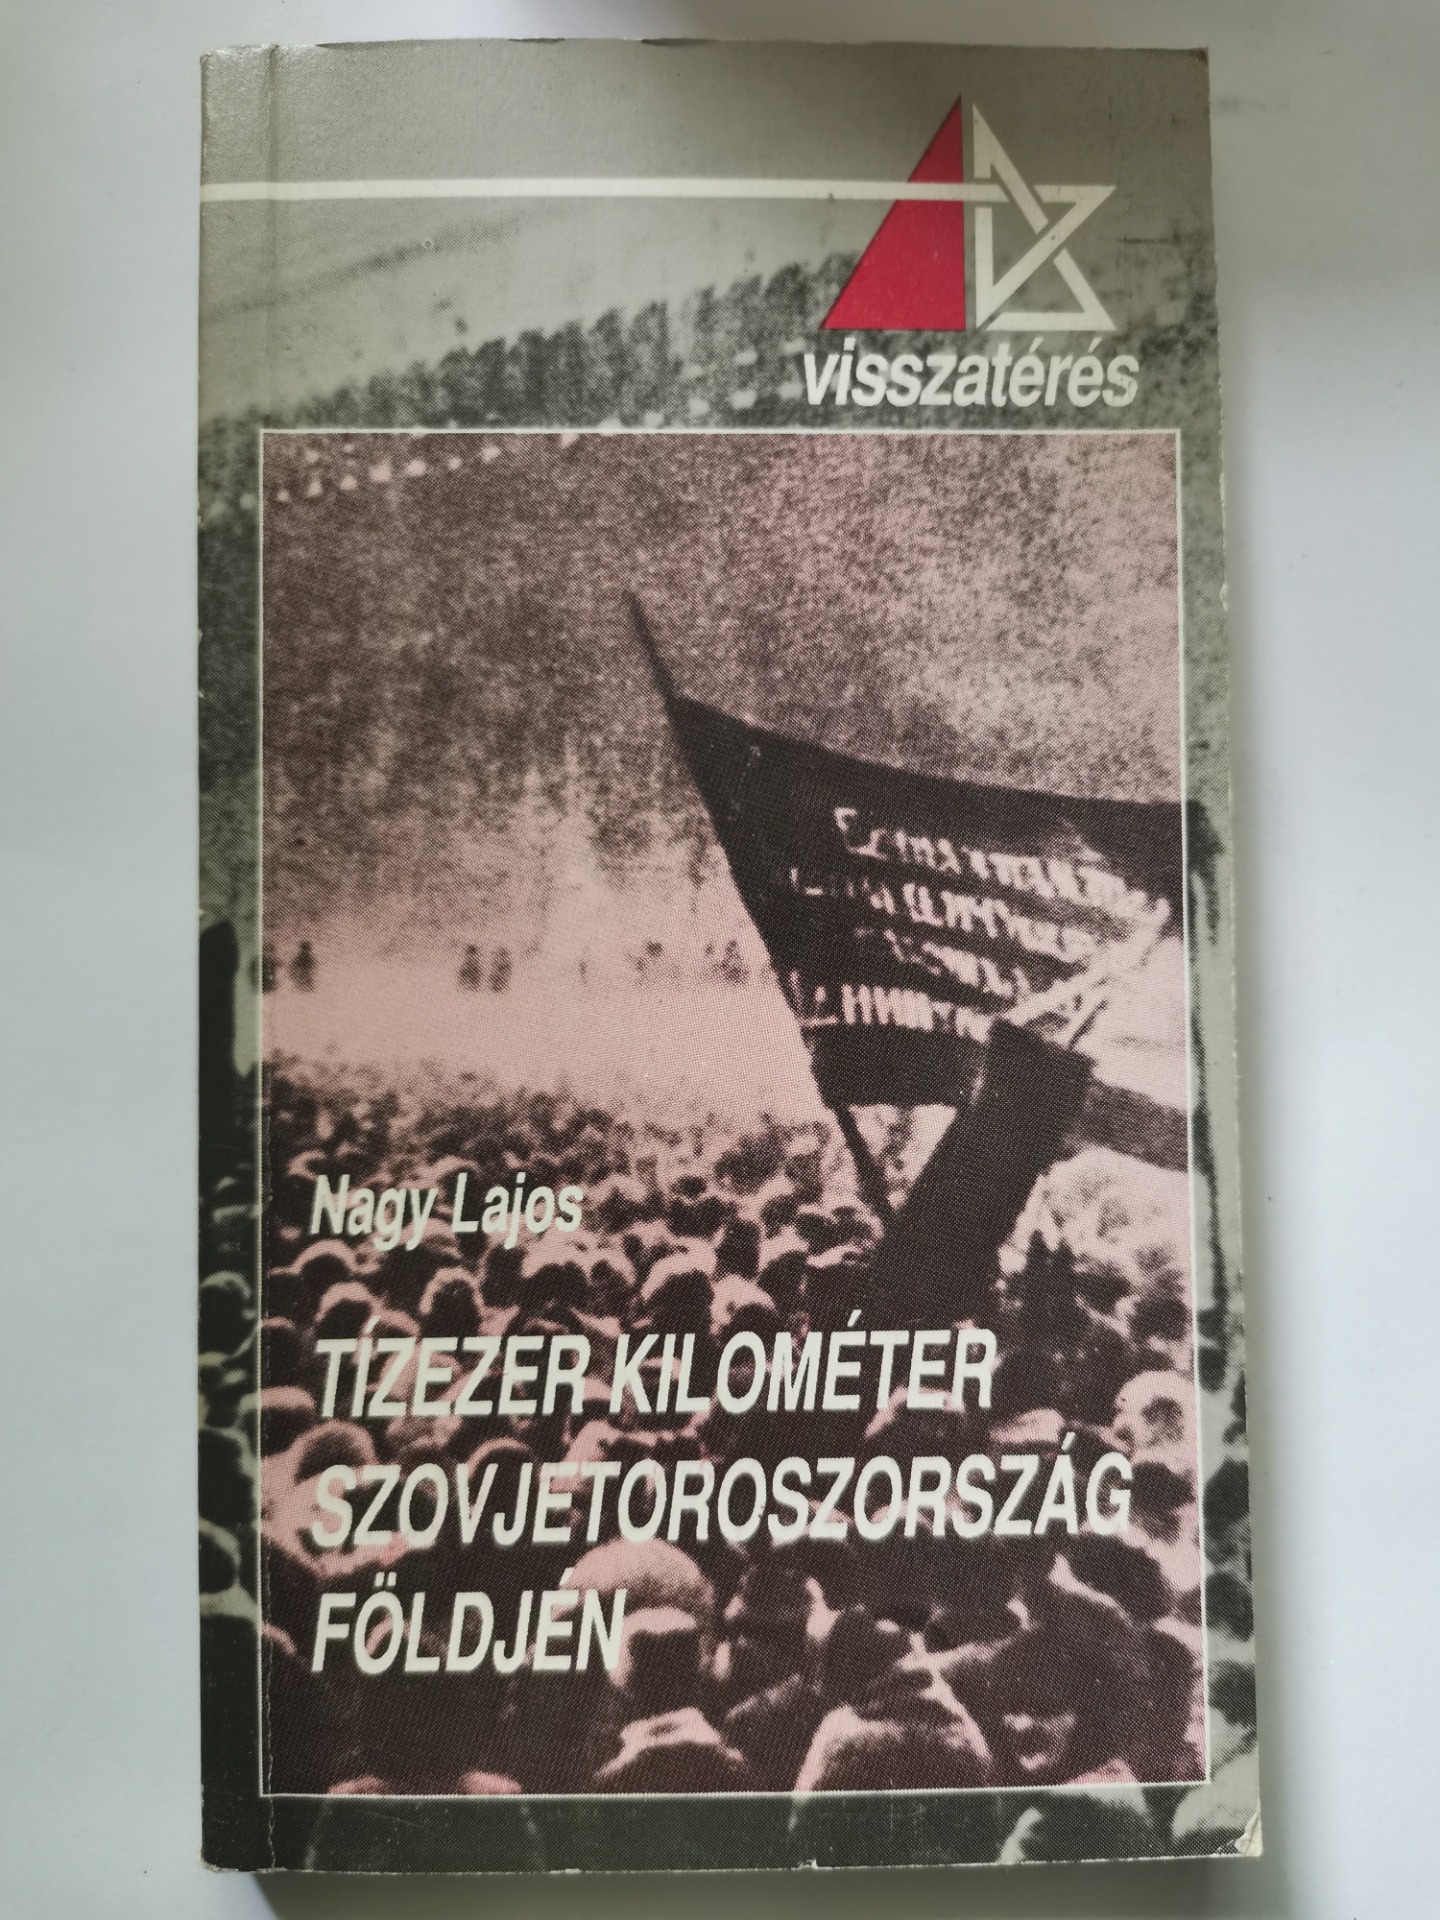 visszatérés
Nagy Lajos
TÍZEZER KILOMÉTER
SZOVJETOROSZORSZÁG
FÖLDJÉN